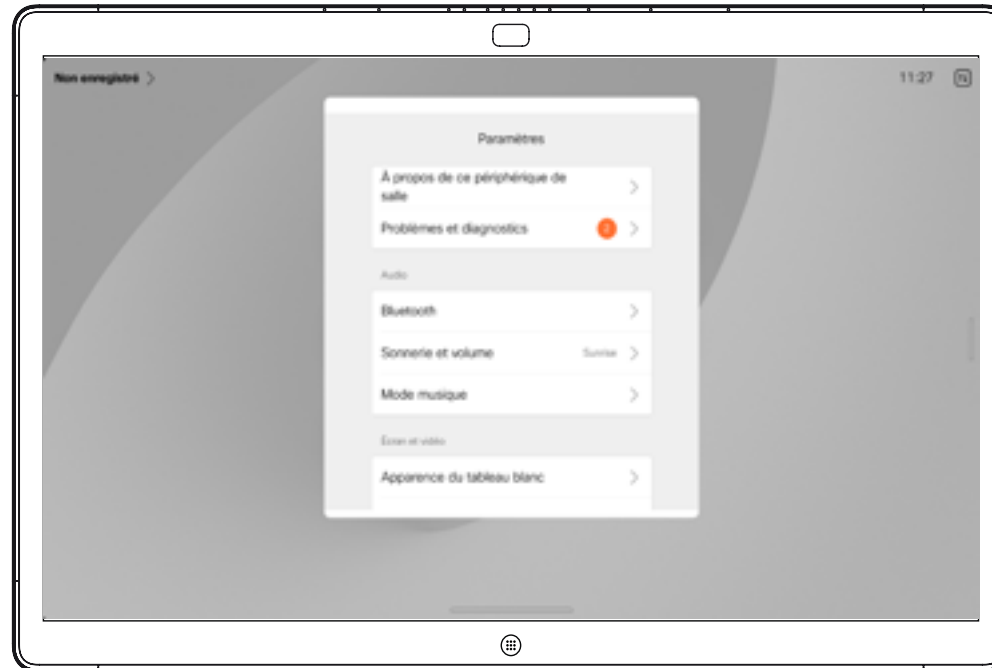 Non enregistré
11:27
Paramètres
À propos de ce périphérique de
salle
Problèmes et diagnostics 2
Audio
Bluetooth
Sonnerie et volume Sunrise
Mode musique
Écran et vidéo
Apparence du tableau blanc